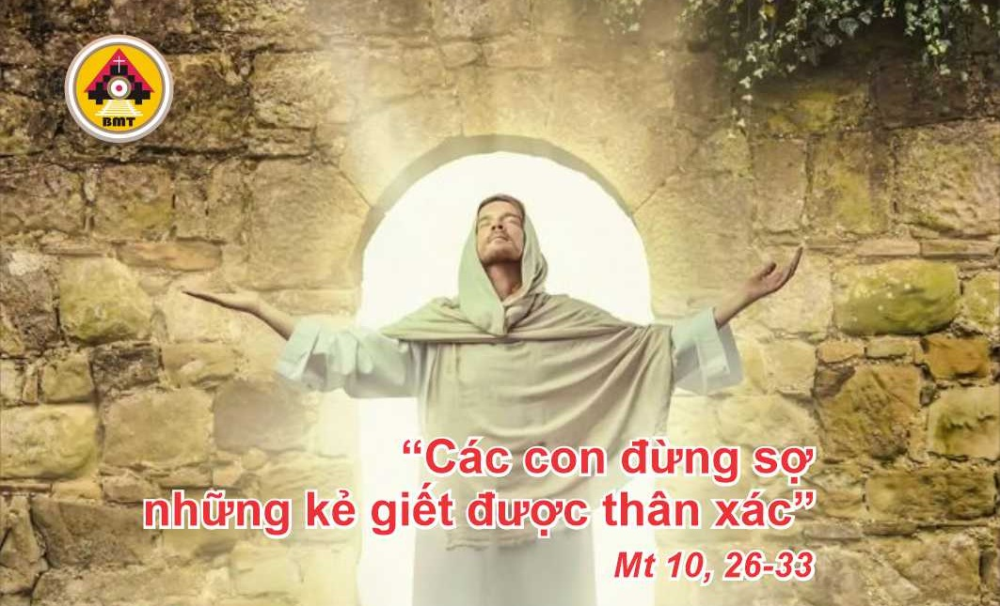 BMT
“Các con đừng sợ
những kẻ giết được thân xác”
Mt 10, 26-33